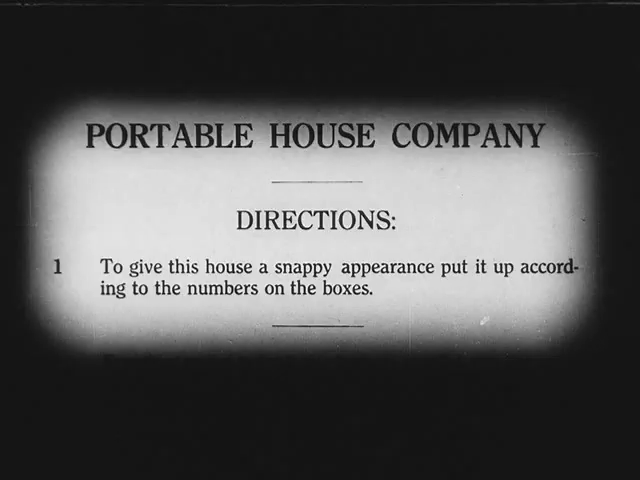 PORTABLE HOUSE COMPANY
DIRECTIONS:
1 To give this house a snappy appearance put it up accord-
ing to the numbers on the boxes.